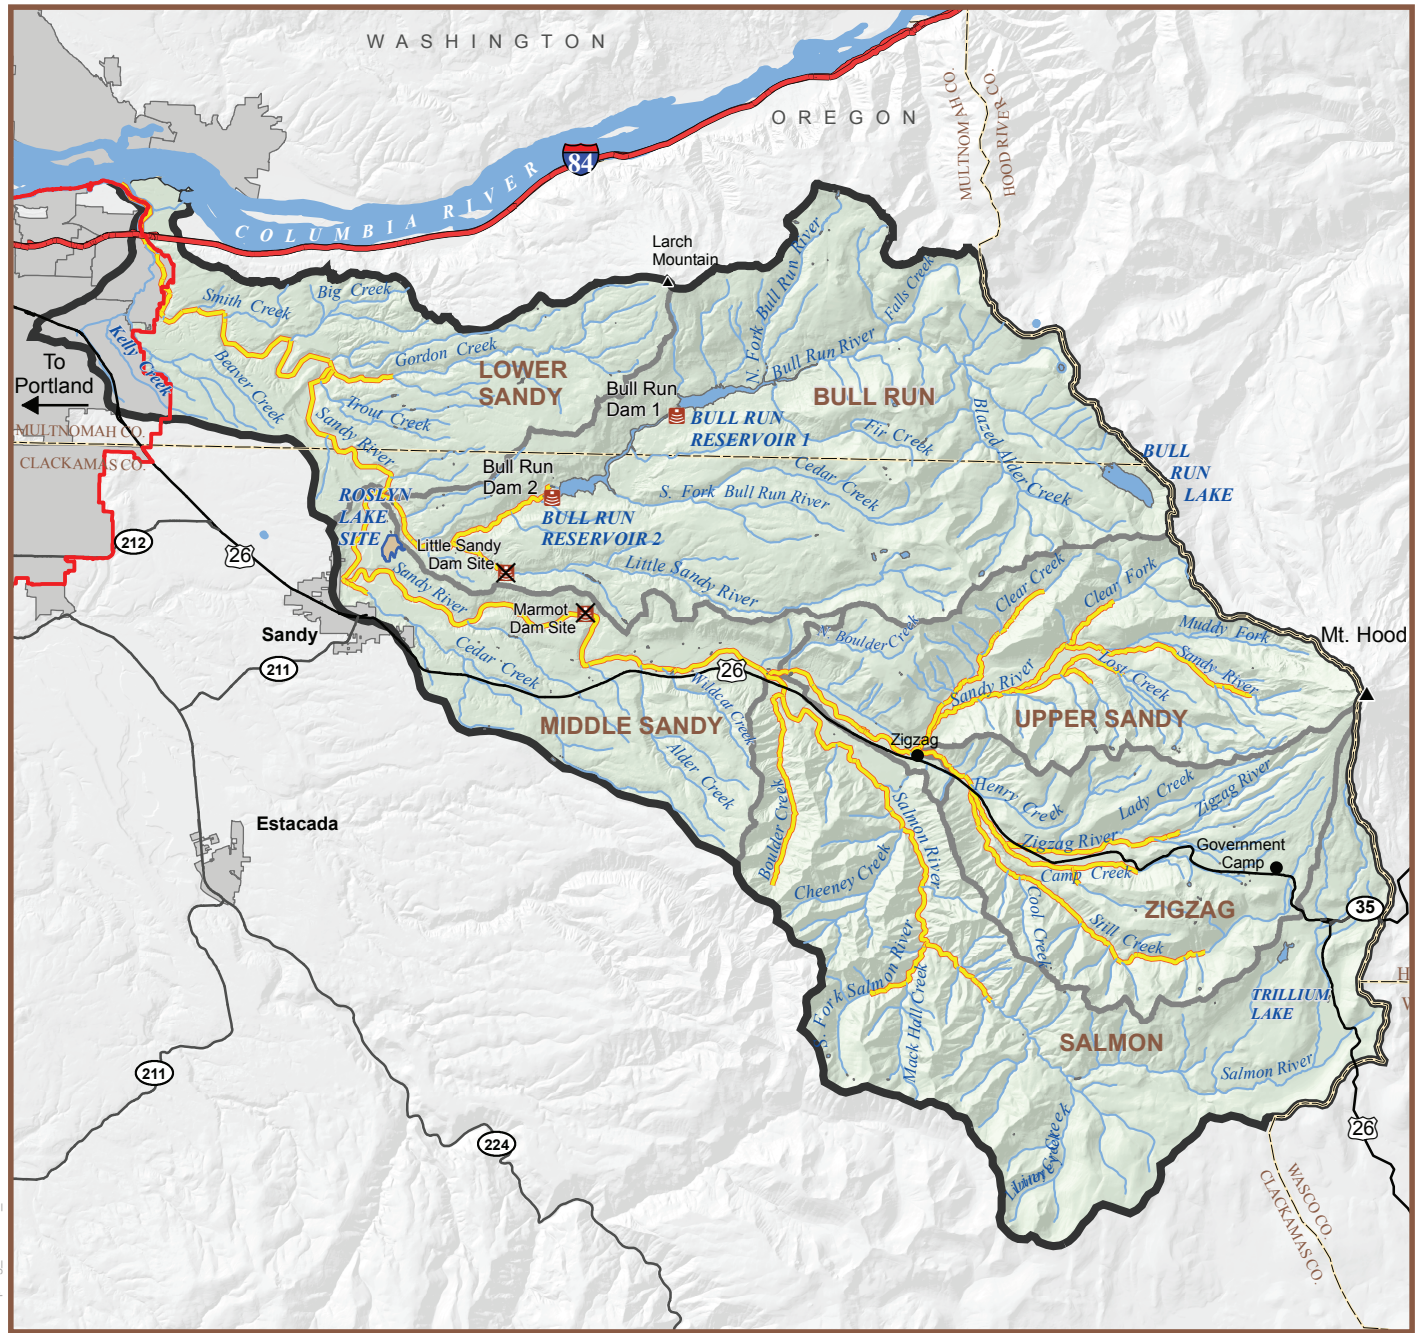 WASHINGTON
OREGON
MULTNOMAH CO.
HOOD RIVER CO.
84
COLUMBIA RIVER
Larch
Mountain
N. Fork Bull Run River
Falls Creek
Smith Creek
Big Creek
Kelly Creek
Beaver Creek
Gordon Creek
LOWER
SANDY
Bull Run River
To
Portland
Bull Run
Dam 1
BULL RUN
BULL RUN
RESERVOIR 1
Trout Creek
Sandy River
Fir Creek
Blazed Alder Creek
MULTNOMAH CO.
CLACKAMAS CO.
BULL
RUN
LAKE
Bull Run
Dam 2
Cedar Creek
S. Fork Bull Run River
ROSLYN
LAKE
SITE
BULL RUN
RESERVOIR 2
212
26
Little Sandy
Dam Site
Little Sandy River
Sandy River
Clear Creek
Clear Fork
Marmot
Dam Site
Sandy
N. Boulder Creek
Muddy Fork
Mt. Hood
211
Cedar Creek
26
Wildcat Creek
Sandy River
Lost
Creek
Sandy River
MIDDLE SANDY
UPPER SANDY
Zigzag
Alder Creek
Henry
Creek
Lady Creek
Zigzag River
Boulder Creek
Salmon River
Estacada
Zigzag River
Government
Camp
Cheeney Creek
Camp Creek
Cool Creek
ZIGZAG
35
Still Creek
S. Fork Salmon River
Mack Hall Creek
TRILLIUM
LAKE
H
W
SALMON
Salmon River
211
224
26
WASCO CO.
CLACKAMAS CO.